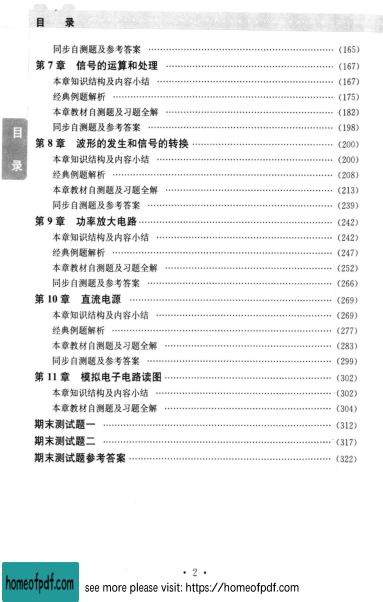 目 录
同步自测题及参考答案 ……………………………………… (165)
第 7 章 信号的运算和处理 ……………………………………… (167)
本章知识结构及内容小结 ……………………………………… (167)
经典例题解析 ……………………………………… (175)
本章教材自测题及习题全解 ……………………………………… (182)
同步自测题及参考答案 ……………………………………… (198)
第 8 章 波形的发生和信号的转换 ……………………………………… (200)
本章知识结构及内容小结 ……………………………………… (200)
经典例题解析 ……………………………………… (208)
本章教材自测题及习题全解 ……………………………………… (213)
同步自测题及参考答案 ……………………………………… (239)
第 9 章 功率放大电路 ……………………………………… (242)
本章知识结构及内容小结 ……………………………………… (242)
经典例题解析 ……………………………………… (247)
本章教材自测题及习题全解 ……………………………………… (252)
同步自测题及参考答案 ……………………………………… (266)
第 10 章 直流电源 ……………………………………… (269)
本章知识结构及内容小结 ……………………………………… (269)
经典例题解析 ……………………………………… (277)
本章教材自测题及习题全解 ……………………………………… (283)
同步自测题及参考答案 ……………………………………… (299)
第 11 章 模拟电子电路读图 ……………………………………… (302)
本章知识结构及内容小结 ……………………………………… (302)
本章教材自测题及习题全解 ……………………………………… (304)
期末测试题一 ……………………………………… (312)
期末测试题二 ……………………………………… (317)
期末测试题参考答案 ……………………………………… (322)
目录
· 2 ·
homeofpdf.com
see more please visit: https://homeofpdf.com